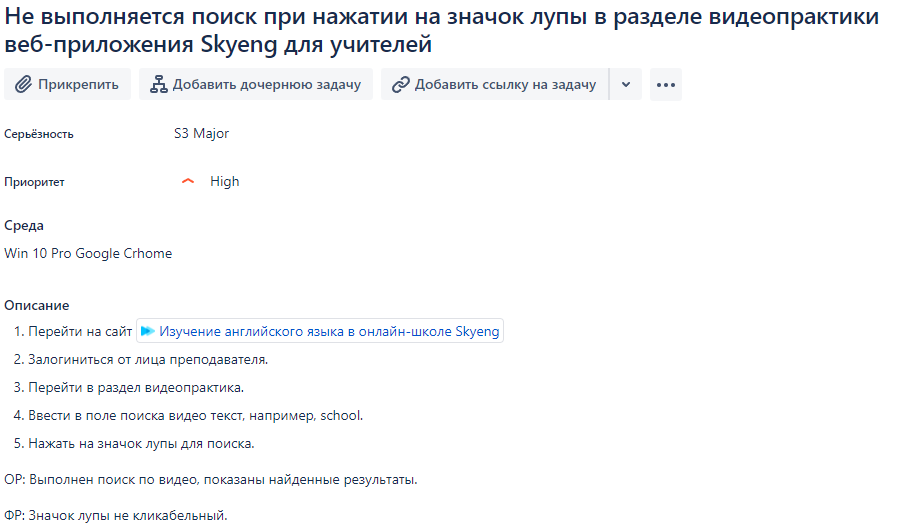 Не выполняется поиск при нажатии на значок лупы в разделе видеопрактики
веб-приложения Skyeng для учителей
Прикрепить Добавить дочернюю задачу Добавить ссылку на задачу
Серьёзность S3 Major
Приоритет High
Среда
Win 10 Pro Google Crhome
Описание
1. Перейти на сайт Изучение английского языка в онлайн-школе Skyeng
2. Залогиниться от лица преподавателя.
3. Перейти в раздел видеопрактика.
4. Ввести в поле поиска видео текст, например, school.
5. Нажать на значок лупы для поиска.
ОР: Выполнен поиск по видео, показаны найденные результаты.
ФР: Значок лупы не кликабельный.